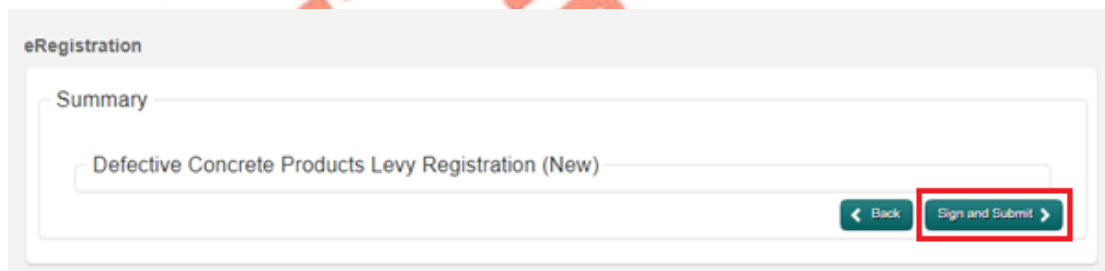 eRegistration
Summary
Defective Concrete Products Levy Registration (New)
Back
Sign and Submit